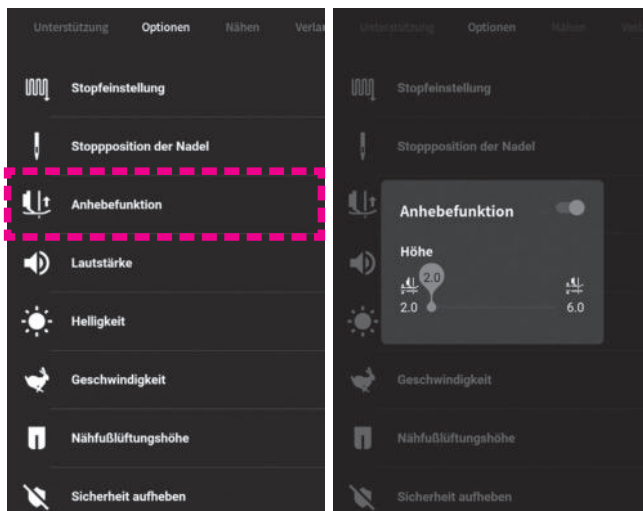 Unterstützung Optionen Nähen Verla
Stopfeinstellung
Stoppposition der Nadel
Anhebefunktion
Lautstärke
Helligkeit
Geschwindigkeit
Nähfußlüftungshöhe
Sicherheit aufheben
Unterstützung Optionen Nähen
Stopfeinstellung
Stoppposition der Nadel
Anhebefunktion
Höhe
2.0
2.0 6.0
Geschwindigkeit
Nähfußlüftungshöhe
Sicherheit aufheben